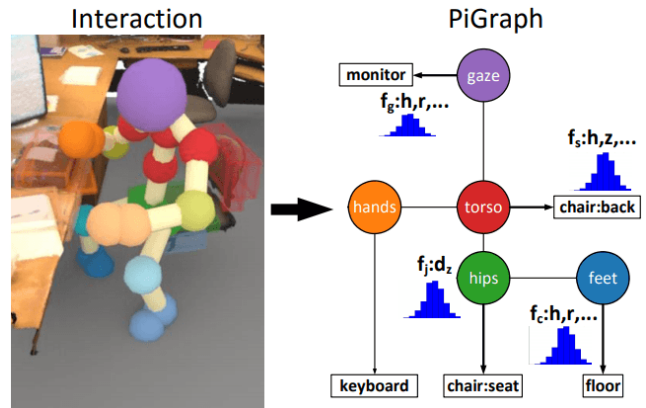 Interaction
PiGraph
monitor
gaze
f_g:h,r,...
f_s:h,z,...
hands
torso
chair:back
f_j:d_z
hips
feet
f_c:h,r,...
keyboard
chair:seat
floor